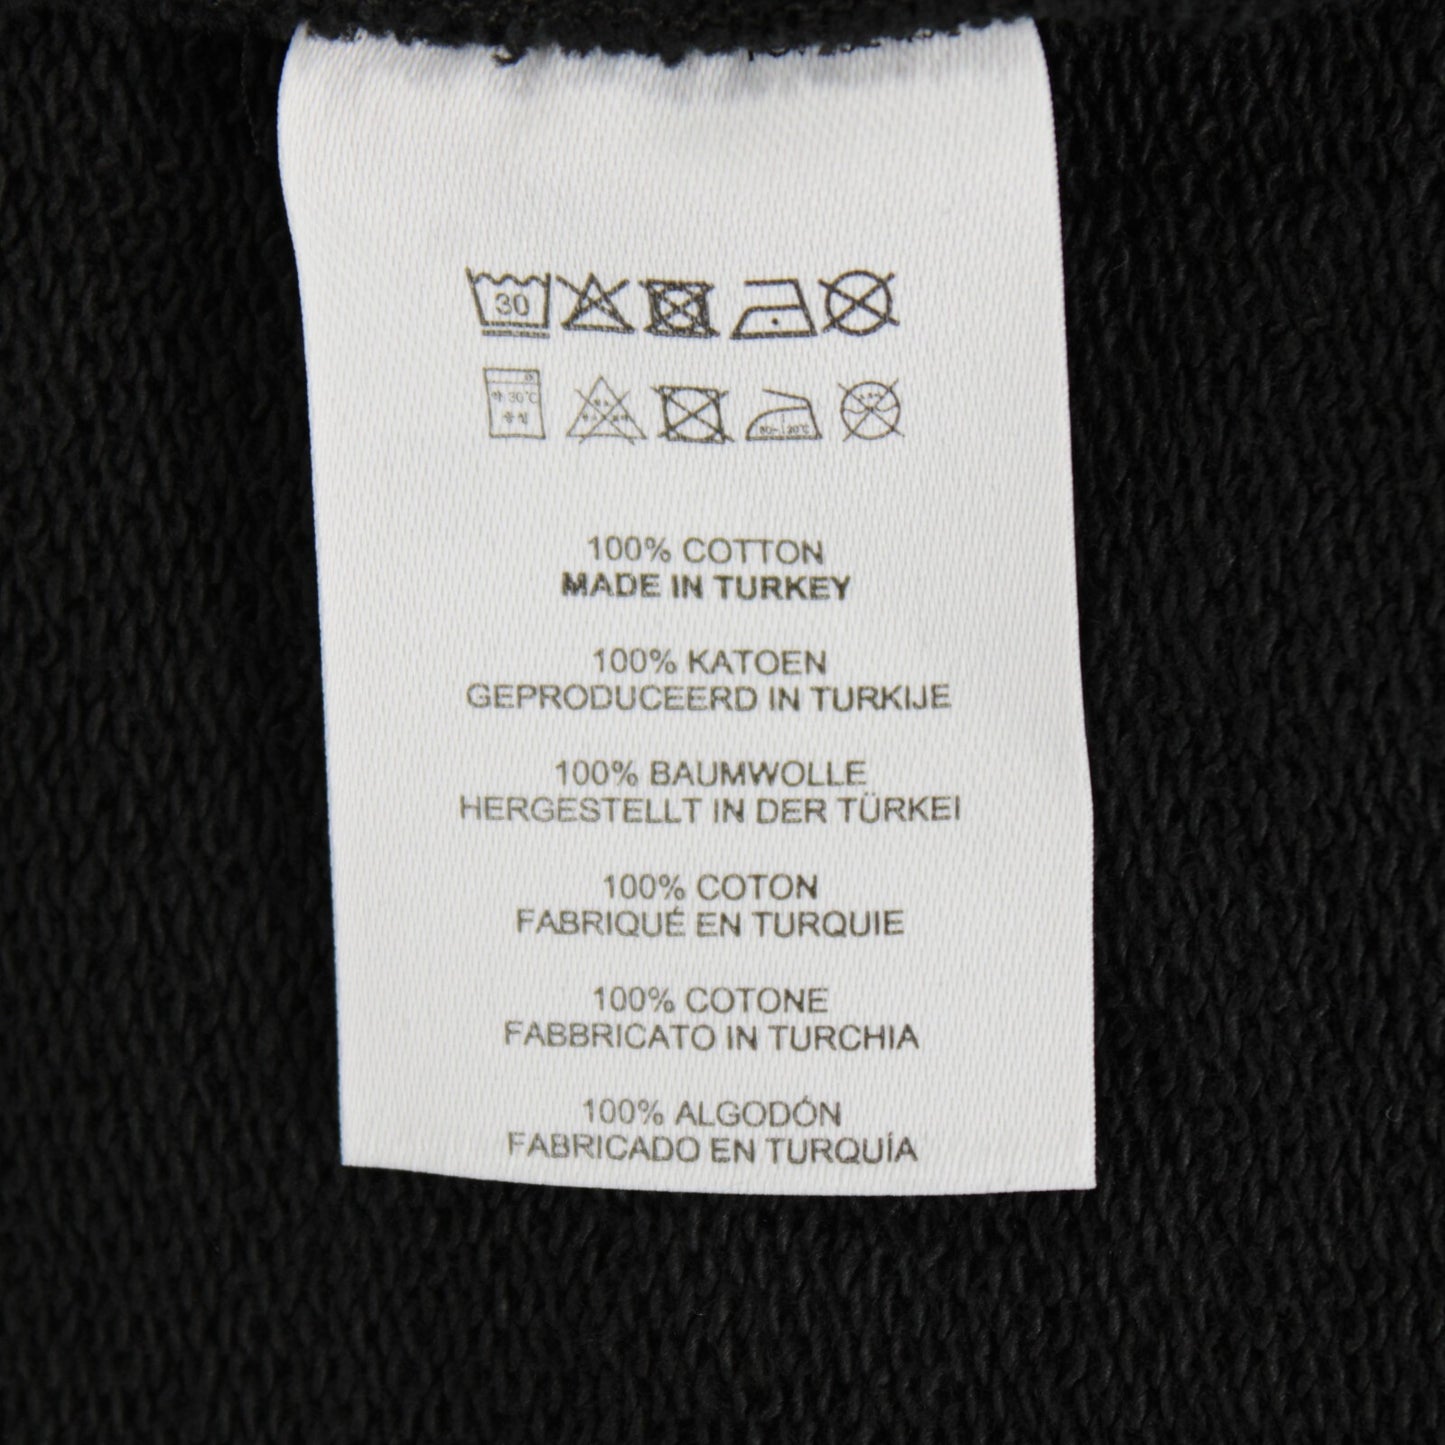 30
30°C
100% COTTON
MADE IN TURKEY
100% KATOEN
GEPRODUCEERD IN TURKIJE
100% BAUMWOLLE
HERGESTELLT IN DER TÜRKEI
100% COTON
FABRIQUÉ EN TURQUIE
100% COTONE
FABBRICATO IN TURCHIA
100% ALGODÓN
FABRICADO EN TURQUÍA